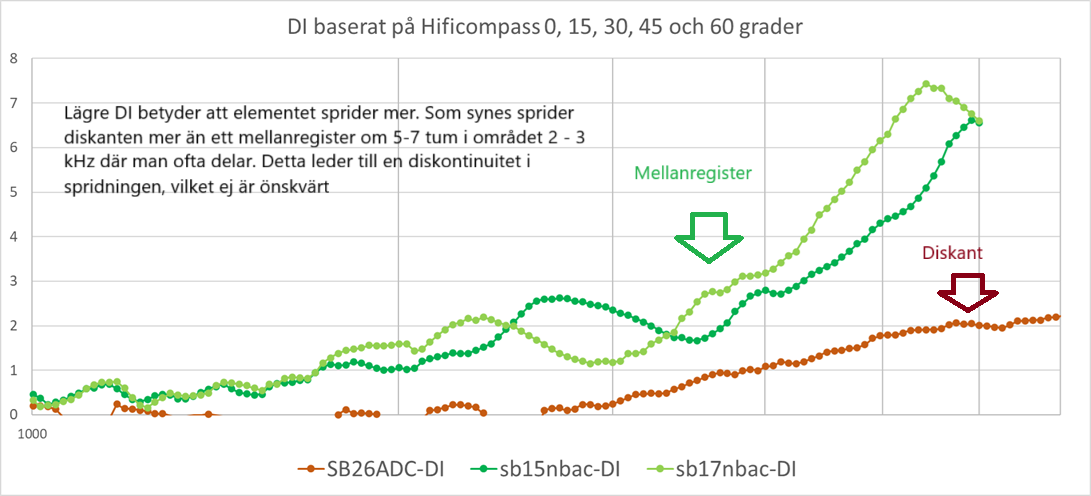 DI baserat på Hificompass 0, 15, 30, 45 och 60 grader
8
Lägre DI betyder att elementet sprider mer. Som synes sprider
diskanten mer än ett mellanregister om 5-7 tum i området 2 - 3
kHz där man ofta delar. Detta leder till en diskontinuitet i
spridningen, vilket ej är önskvärt
7
6
5
4
3
2
1
0
Mellanregister
Diskant
1000
SB26ADC-DI sb15nbac-DI sb17nbac-DI